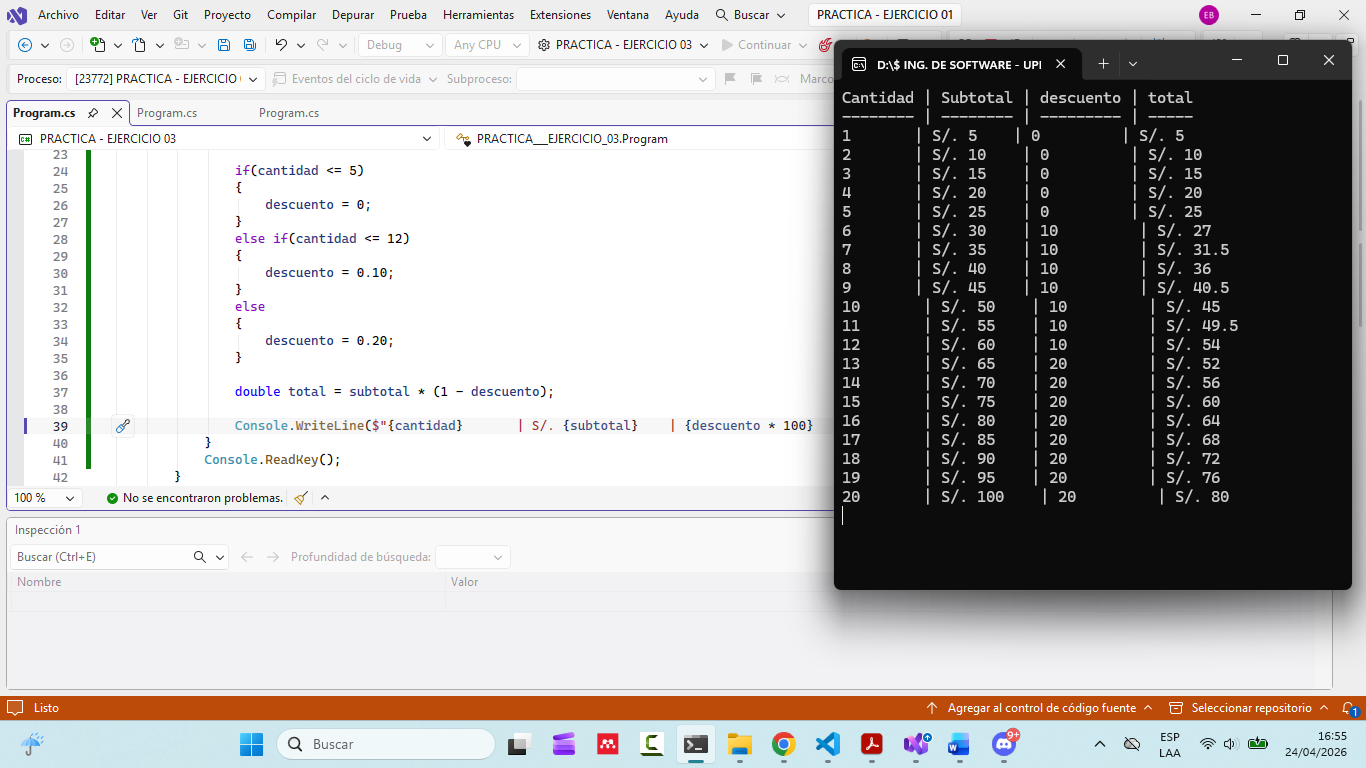 Archivo Editar Ver Git Proyecto Compilar Depurar Prueba Herramientas Extensiones Ventana Ayuda Buscar PRACTICA - EJERCICIO 01 EB
Debug Any CPU PRACTICA - EJERCICIO 03 Continuar
Proceso: [23772] PRACTICA - EJERCICIO Eventos del ciclo de vida Subproceso: Marco
Program.cs Program.cs Program.cs
PRACTICA - EJERCICIO 03 PRACTICA___EJERCICIO_03.Program
23
24 if(cantidad <= 5)
25 {
26 descuento = 0;
27 }
28 else if(cantidad <= 12)
29 {
30 descuento = 0.10;
31 }
32 else
33 {
34 descuento = 0.20;
35 }
36
37 double total = subtotal * (1 - descuento);
38
39 Console.WriteLine($"{cantidad} | S/. {subtotal} | {descuento * 100}
40 }
41 Console.ReadKey();
42 }
100 % No se encontraron problemas.
Inspección 1
Buscar (Ctrl+E) Profundidad de búsqueda:
Nombre Valor
D:\$ ING. DE SOFTWARE - UPI
Cantidad | Subtotal | descuento | total
-------- | -------- | --------- | -----
1 | S/. 5 | 0 | S/. 5
2 | S/. 10 | 0 | S/. 10
3 | S/. 15 | 0 | S/. 15
4 | S/. 20 | 0 | S/. 20
5 | S/. 25 | 0 | S/. 25
6 | S/. 30 | 10 | S/. 27
7 | S/. 35 | 10 | S/. 31.5
8 | S/. 40 | 10 | S/. 36
9 | S/. 45 | 10 | S/. 40.5
10 | S/. 50 | 10 | S/. 45
11 | S/. 55 | 10 | S/. 49.5
12 | S/. 60 | 10 | S/. 54
13 | S/. 65 | 20 | S/. 52
14 | S/. 70 | 20 | S/. 56
15 | S/. 75 | 20 | S/. 60
16 | S/. 80 | 20 | S/. 64
17 | S/. 85 | 20 | S/. 68
18 | S/. 90 | 20 | S/. 72
19 | S/. 95 | 20 | S/. 76
20 | S/. 100 | 20 | S/. 80
Listo Agregar al control de código fuente Seleccionar repositorio 1
Buscar 9+ ESP LAA 16:55 24/04/2026